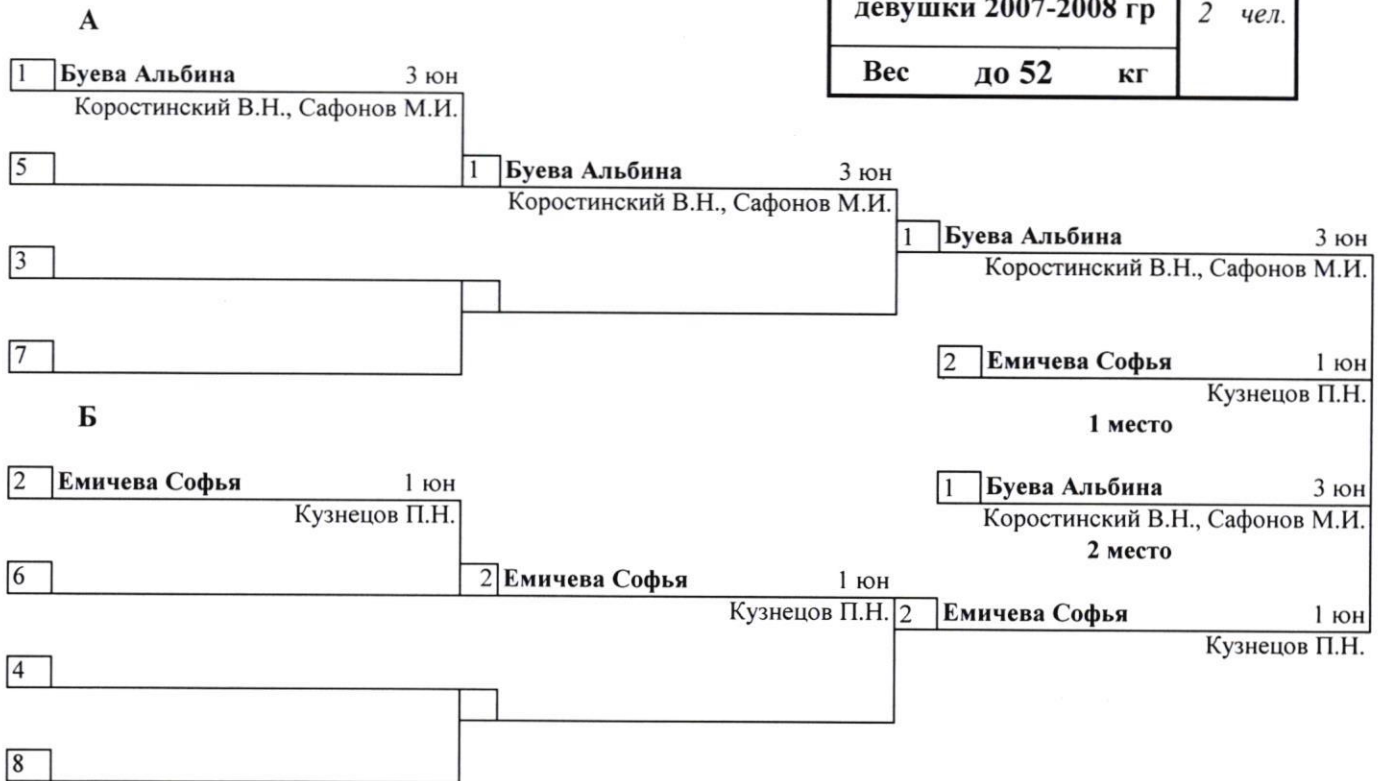 девушки 2007-2008 гр 2 чел.
А
Вес до 52 кг
1 Буева Альбина 3 юн
Коростинский В.Н., Сафонов М.И.
5
1 Буева Альбина 3 юн
Коростинский В.Н., Сафонов М.И.
1 Буева Альбина 3 юн
3
Коростинский В.Н., Сафонов М.И.
7
2 Емичева Софья 1 юн
Кузнецов П.Н.
Б
1 место
2 Емичева Софья 1 юн
1 Буева Альбина 3 юн
Кузнецов П.Н.
Коростинский В.Н., Сафонов М.И.
2 место
6
2 Емичева Софья 1 юн
Кузнецов П.Н.
2 Емичева Софья 1 юн
Кузнецов П.Н.
4
8